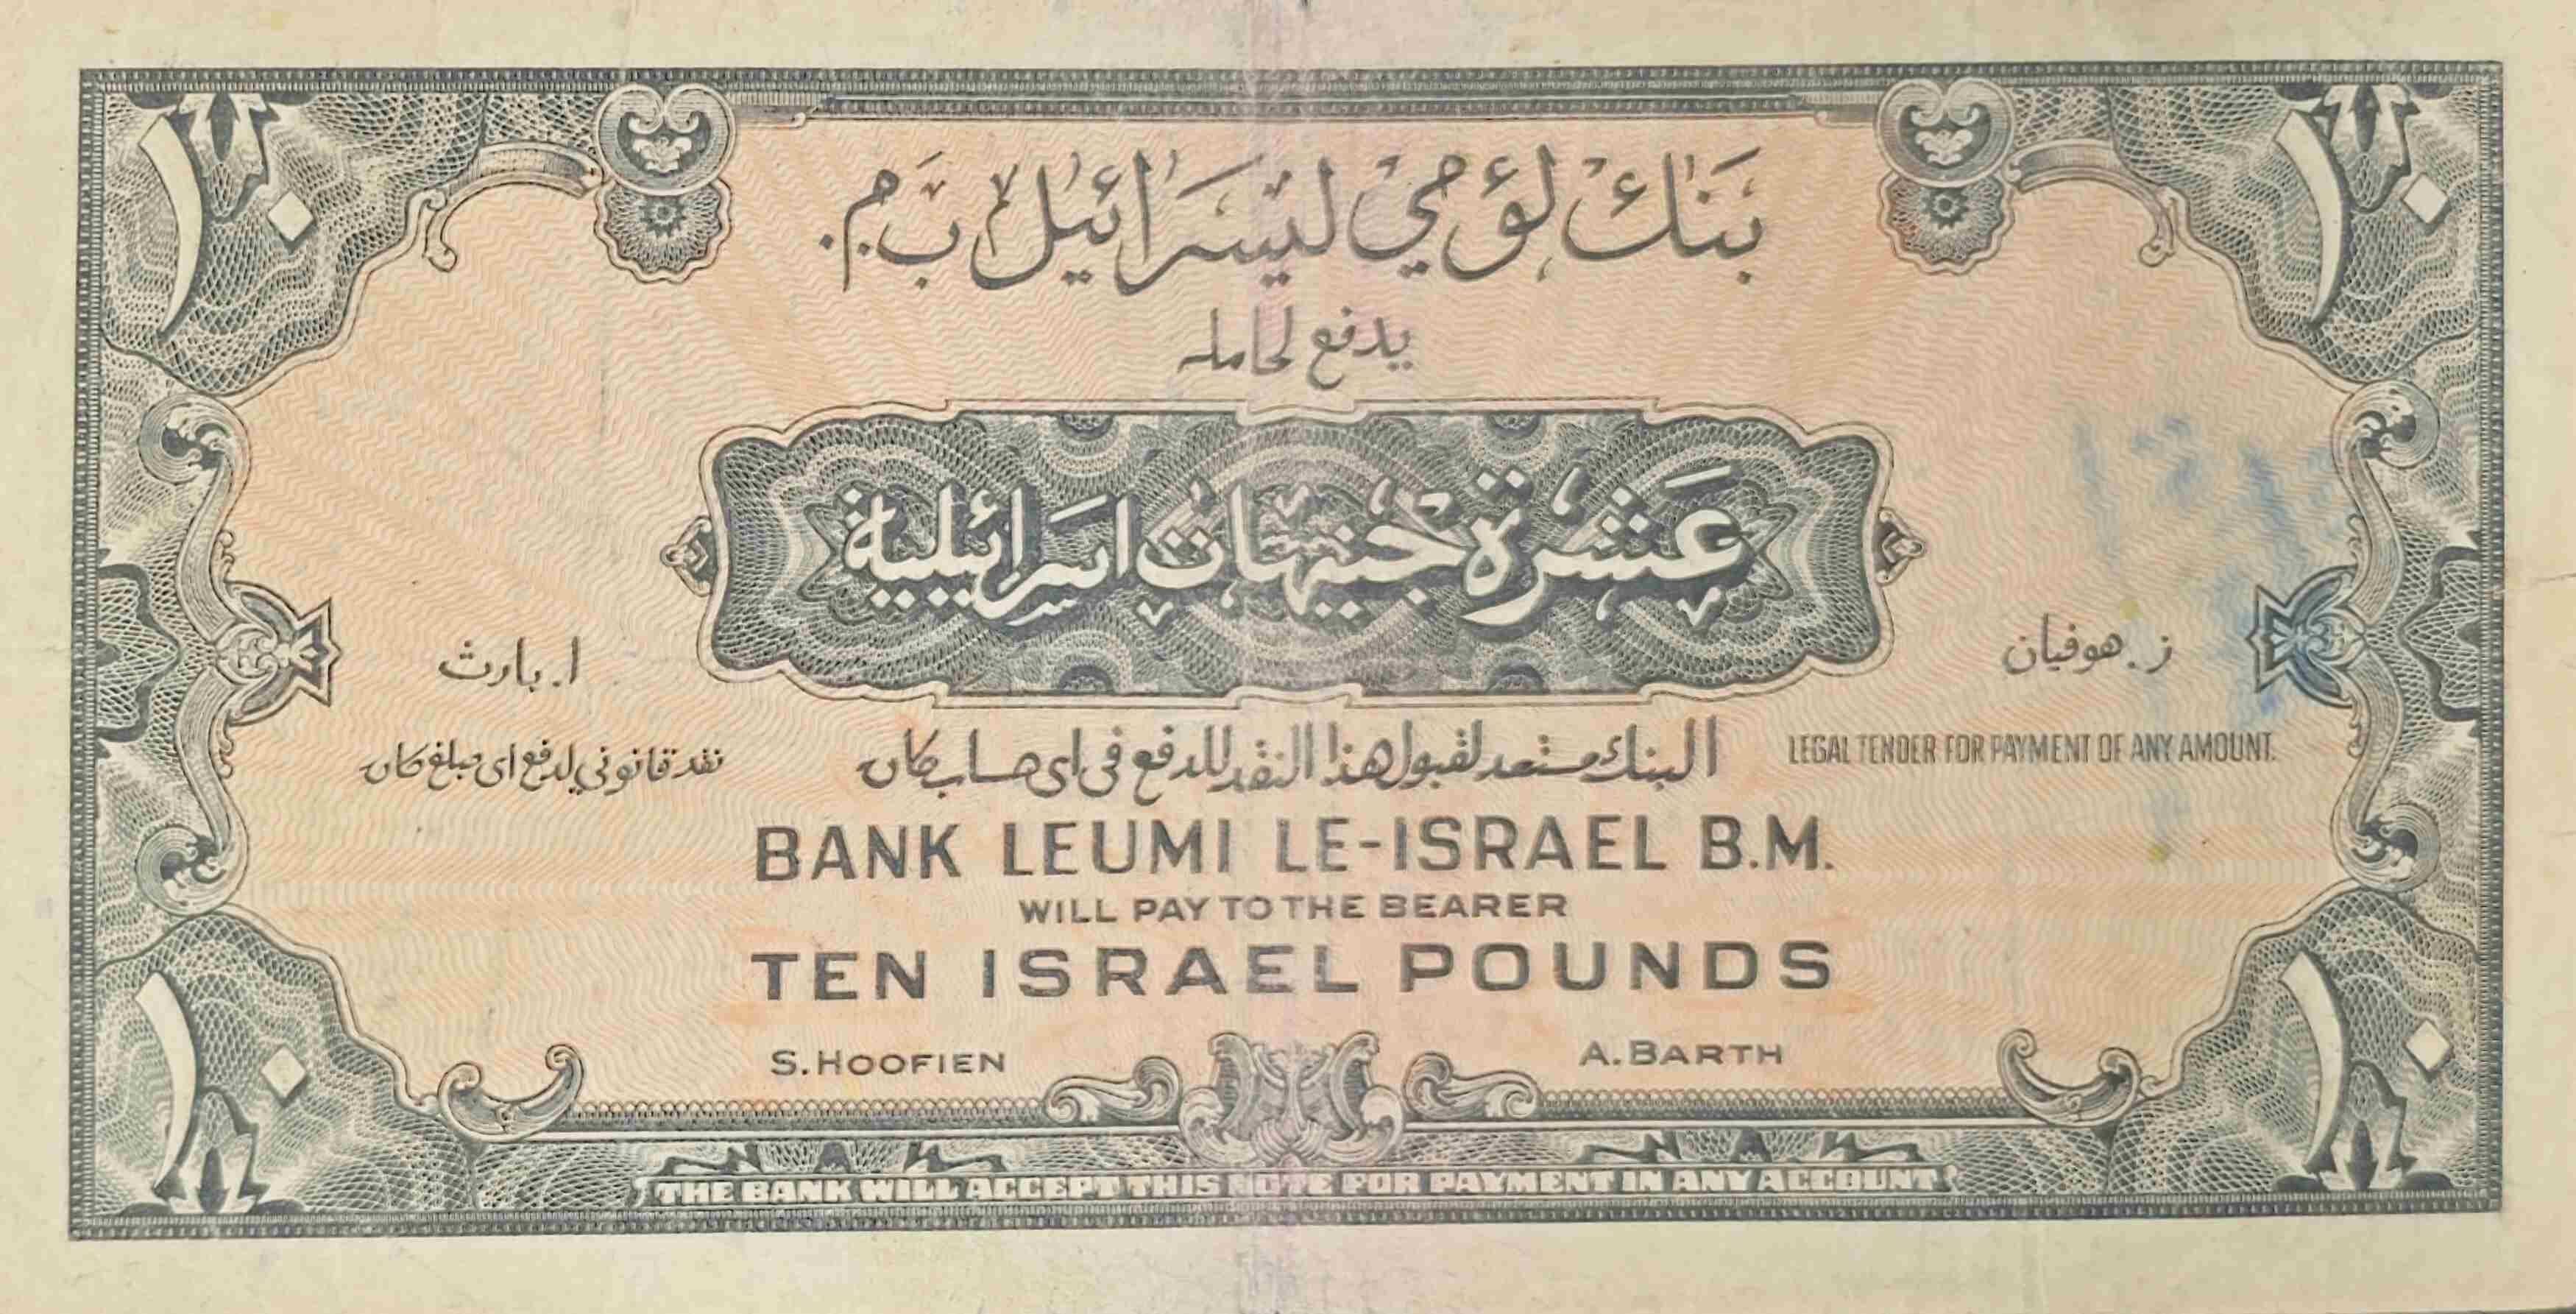 ١٠ ١٠
بَنْك لؤمي ليسرائيل ب َم.
يدفع لحامله
عَشرة جنيهات اسرائيلية
ز. هوفيان
ا. بارث
LEGAL TENDER FOR PAYMENT OF ANY AMOUNT.
البنك مستعد لقبول هذا النقد للدفع في اى حساب كان
نقد قانوني لدفع اى مبلغ كان
BANK LEUMI LE-ISRAEL B.M.
WILL PAY TO THE BEARER
TEN ISRAEL POUNDS
S. HOOFIEN A. BARTH
١٠ ١٠
THE BANK WILL ACCEPT THIS NOTE FOR PAYMENT IN ANY ACCOUNT